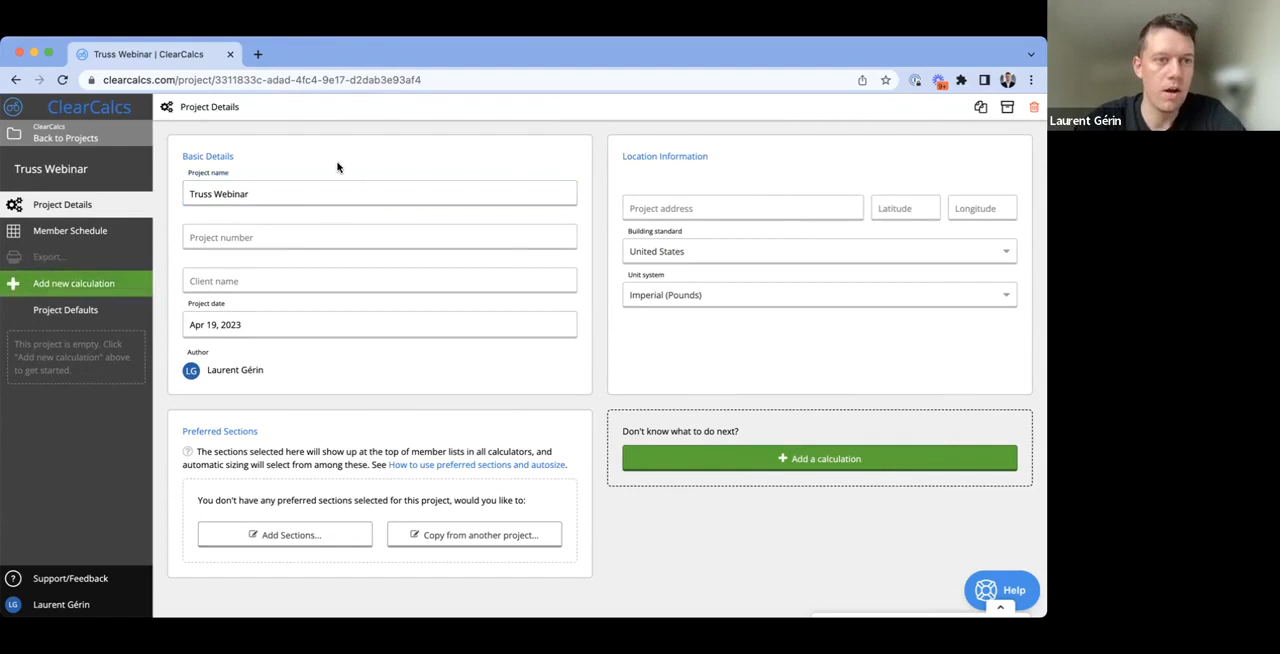 Truss Webinar | ClearCalcs
clearcalcs.com/project/3311833c-adad-4fc4-9e17-d2dab3e93af4
9+
Laurent Gérin
ClearCalcs
Project Details
ClearCalcs
Back to Projects
Truss Webinar
Project Details
Member Schedule
Export...
Add new calculation
Project Defaults
This project is empty. Click
"Add new calculation" above
to get started.
? Support/Feedback
LG Laurent Gérin
Basic Details
Project name
Truss Webinar
Project number
Client name
Project date
Apr 19, 2023
Author
LG Laurent Gérin
Location Information
Project address Latitude Longitude
Building standard
United States
Unit system
Imperial (Pounds)
Preferred Sections
? The sections selected here will show up at the top of member lists in all calculators, and
automatic sizing will select from among these. See How to use preferred sections and autosize.
You don't have any preferred sections selected for this project, would you like to:
Add Sections... Copy from another project...
Don't know what to do next?
+ Add a calculation
Help